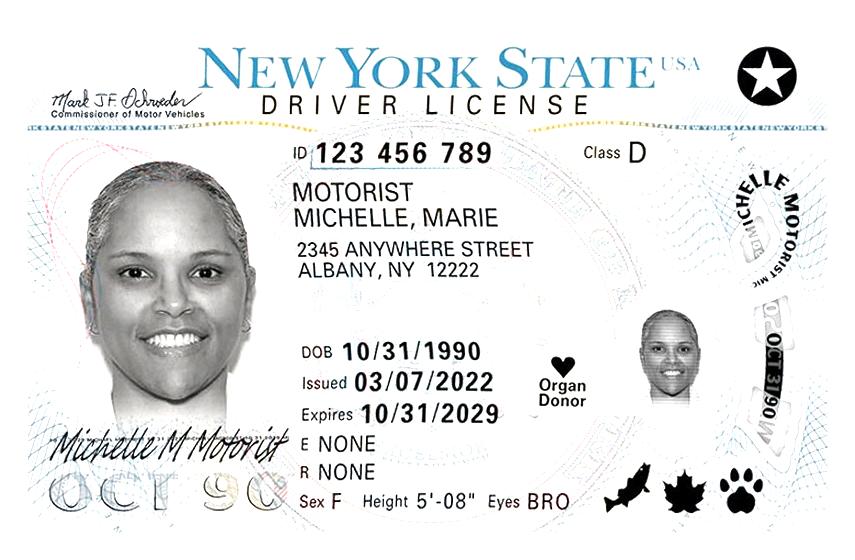 NEW YORK STATE USA
DRIVER LICENSE
Mark J.F. Schroeder
Commissioner of Motor Vehicles
ID 123 456 789
Class D
MOTORIST
MICHELLE, MARIE
2345 ANYWHERE STREET
ALBANY, NY 12222
MICHELLE MOTORIST MIC
DOB 10/31/1990
Issued 03/07/2022
Expires 10/31/2029
Organ
Donor
OCT 31/90
Michelle M Motorist
E NONE
R NONE
OCT 90
Sex F Height 5'-08" Eyes BRO